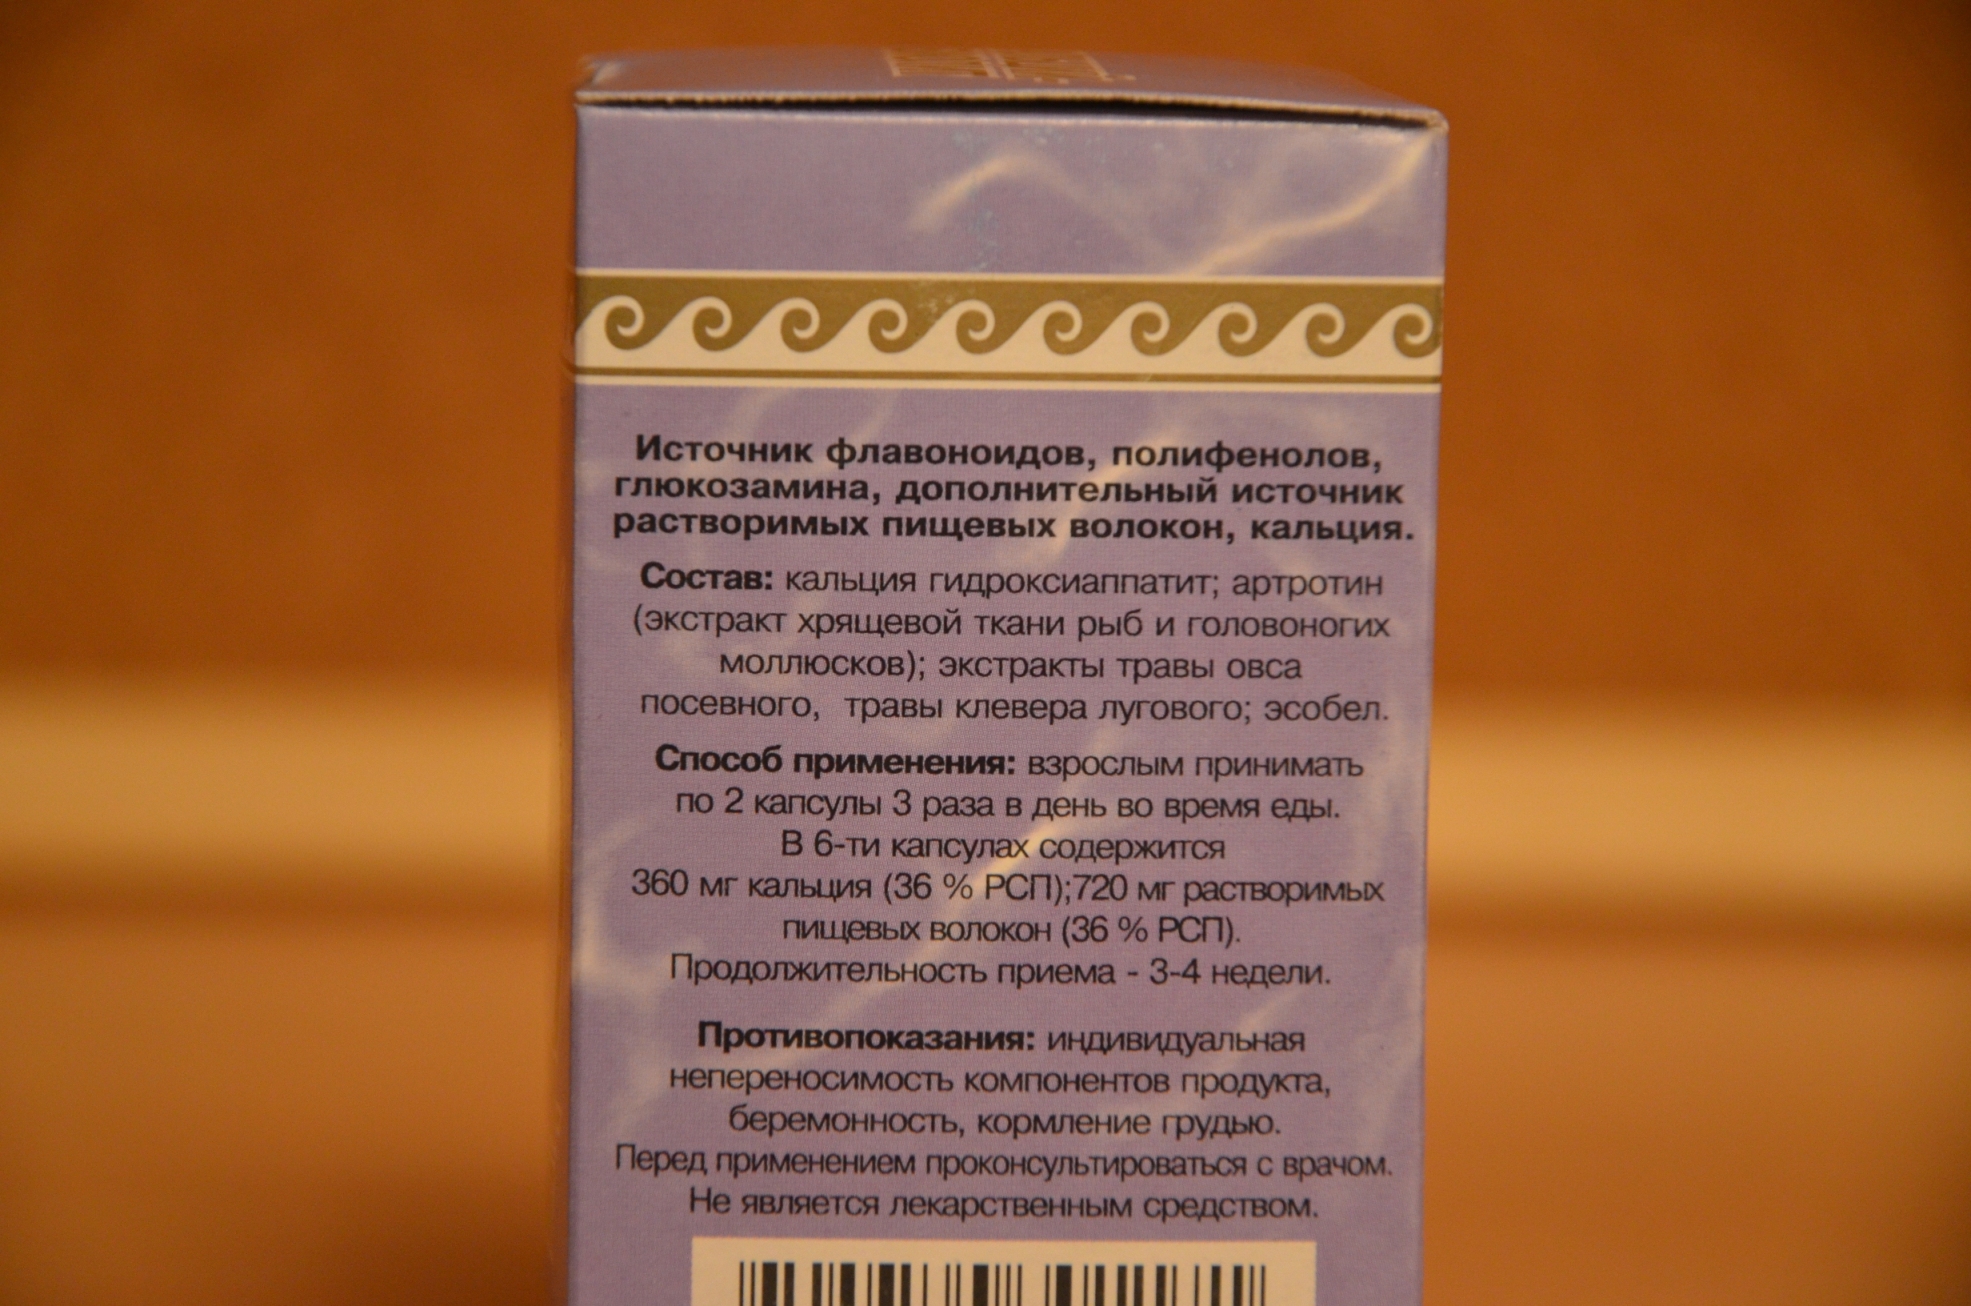 Источник флавоноидов, полифенолов,
глюкозамина, дополнительный источник
растворимых пищевых волокон, кальция.
Состав: кальция гидроксиаппатит; артротин
(экстракт хрящевой ткани рыб и головоногих
моллюсков); экстракты травы овса
посевного, травы клевера лугового; эсобел.
Способ применения: взрослым принимать
по 2 капсулы 3 раза в день во время еды.
В 6-ти капсулах содержится
360 мг кальция (36 % РСП);720 мг растворимых
пищевых волокон (36 % РСП).
Продолжительность приема - 3-4 недели.
Противопоказания: индивидуальная
непереносимость компонентов продукта,
беремонность, кормление грудью.
Перед применением проконсультироваться с врачом.
Не является лекарственным средством.